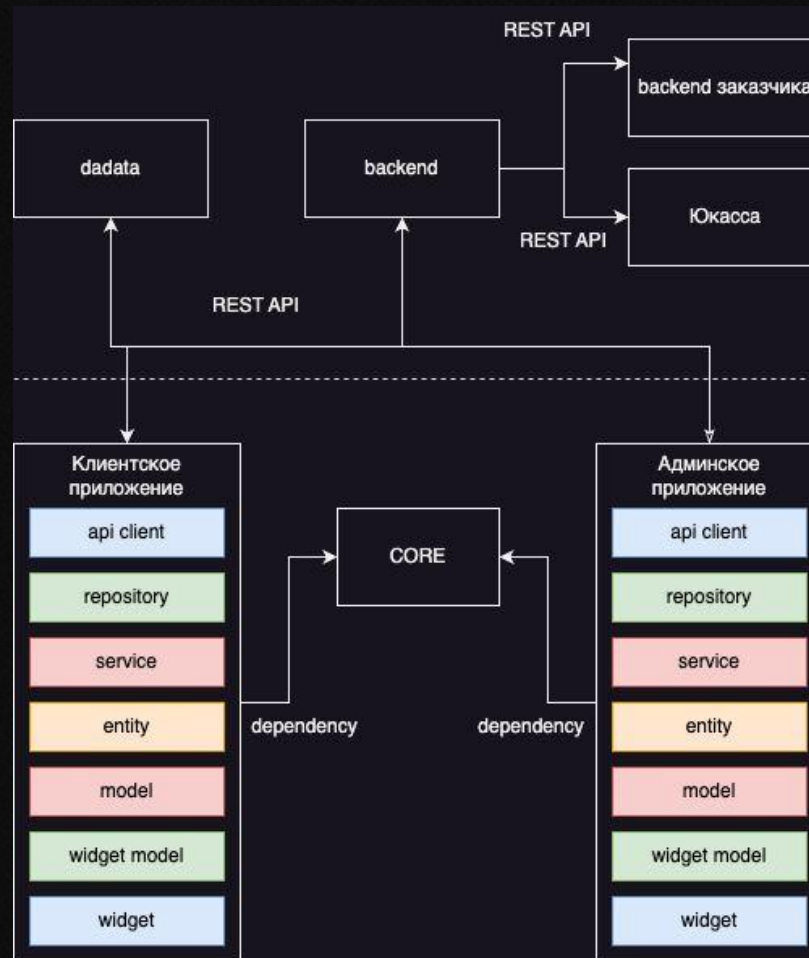 REST API
backend заказчика
dadata
backend
Юкасса
REST API
REST API
Клиентское
приложение
api client
repository
service
entity
model
widget model
widget
CORE
dependency
dependency
Админское
приложение
api client
repository
service
entity
model
widget model
widget